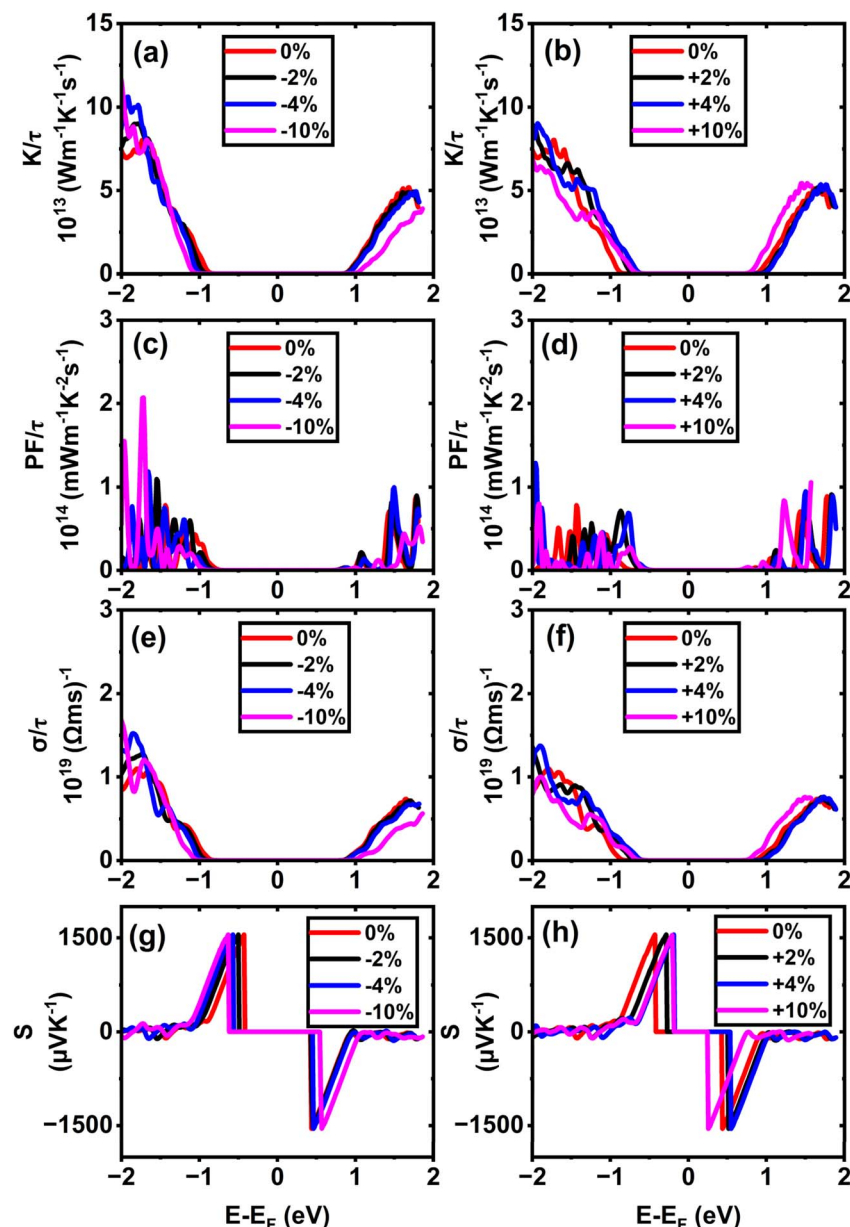 (a)
0%
-2%
-4%
-10%
15
10
5
0
K/τ
10¹³ (Wm⁻¹K⁻¹s⁻¹)
−2 −1 0 1 2
(b)
0%
+2%
+4%
+10%
15
10
5
0
K/τ
10¹³ (Wm⁻¹K⁻¹s⁻¹)
−2 −1 0 1 2
(c)
0%
-2%
-4%
-10%
3
2
1
0
PF/τ
10¹⁴ (mWm⁻¹K⁻²s⁻¹)
−2 −1 0 1 2
(d)
0%
+2%
+4%
+10%
3
2
1
0
PF/τ
10¹⁴ (mWm⁻¹K⁻²s⁻¹)
−2 −1 0 1 2
(e)
0%
-2%
-4%
-10%
3
2
1
0
σ/τ
10¹⁹ (Ωms)⁻¹
−2 −1 0 1 2
(f)
0%
+2%
+4%
+10%
3
2
1
0
σ/τ
10¹⁹ (Ωms)⁻¹
−2 −1 0 1 2
(g)
0%
-2%
-4%
-10%
1500
0
−1500
S
(µVK⁻¹)
−2 −1 0 1 2
E-E_F (eV)
(h)
0%
+2%
+4%
+10%
1500
0
−1500
S
(µVK⁻¹)
−2 −1 0 1 2
E-E_F (eV)